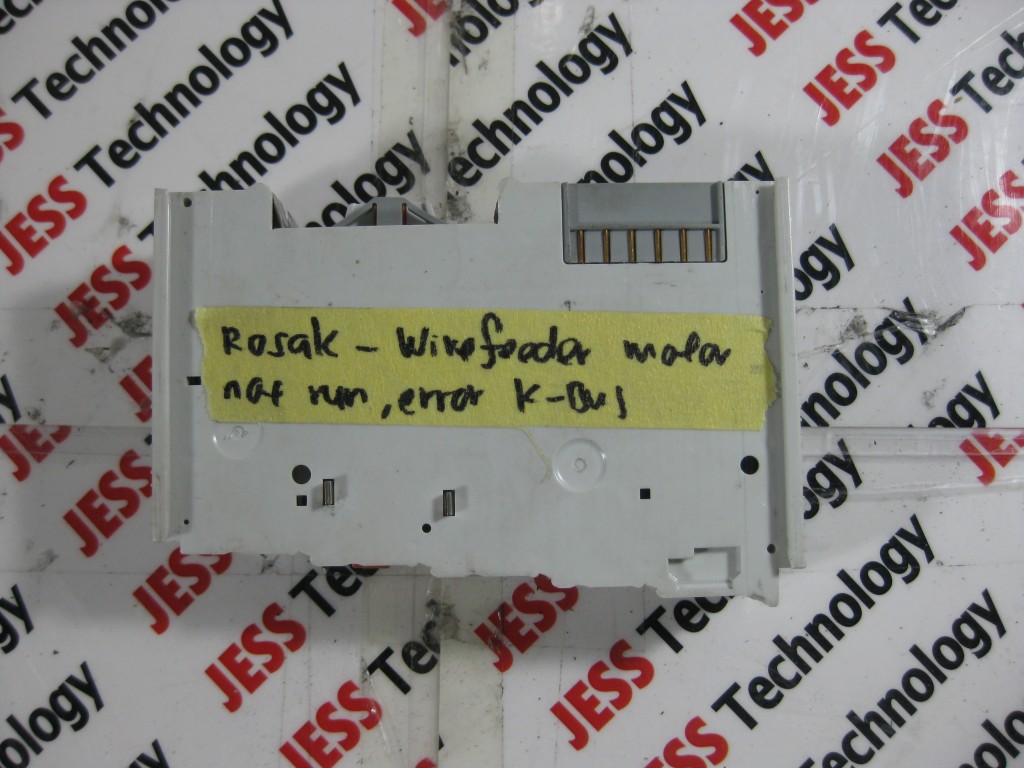 JESS Technology
Rosak - Wirefeeder motor
not run, error K-Bus